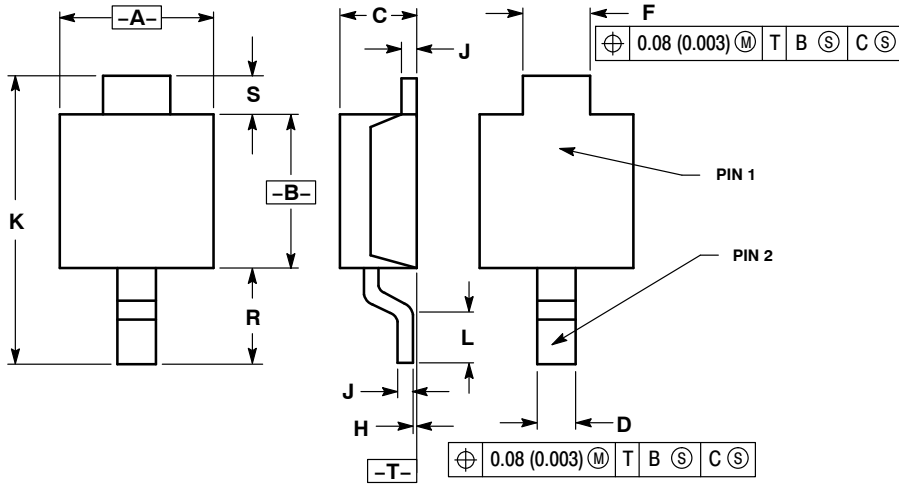 –A–
C
F
⌖ 0.08 (0.003) Ⓜ T B Ⓢ C Ⓢ
J
S
K
–B–
PIN 1
PIN 2
R
L
J
H
D
–T–
⌖ 0.08 (0.003) Ⓜ T B Ⓢ C Ⓢ